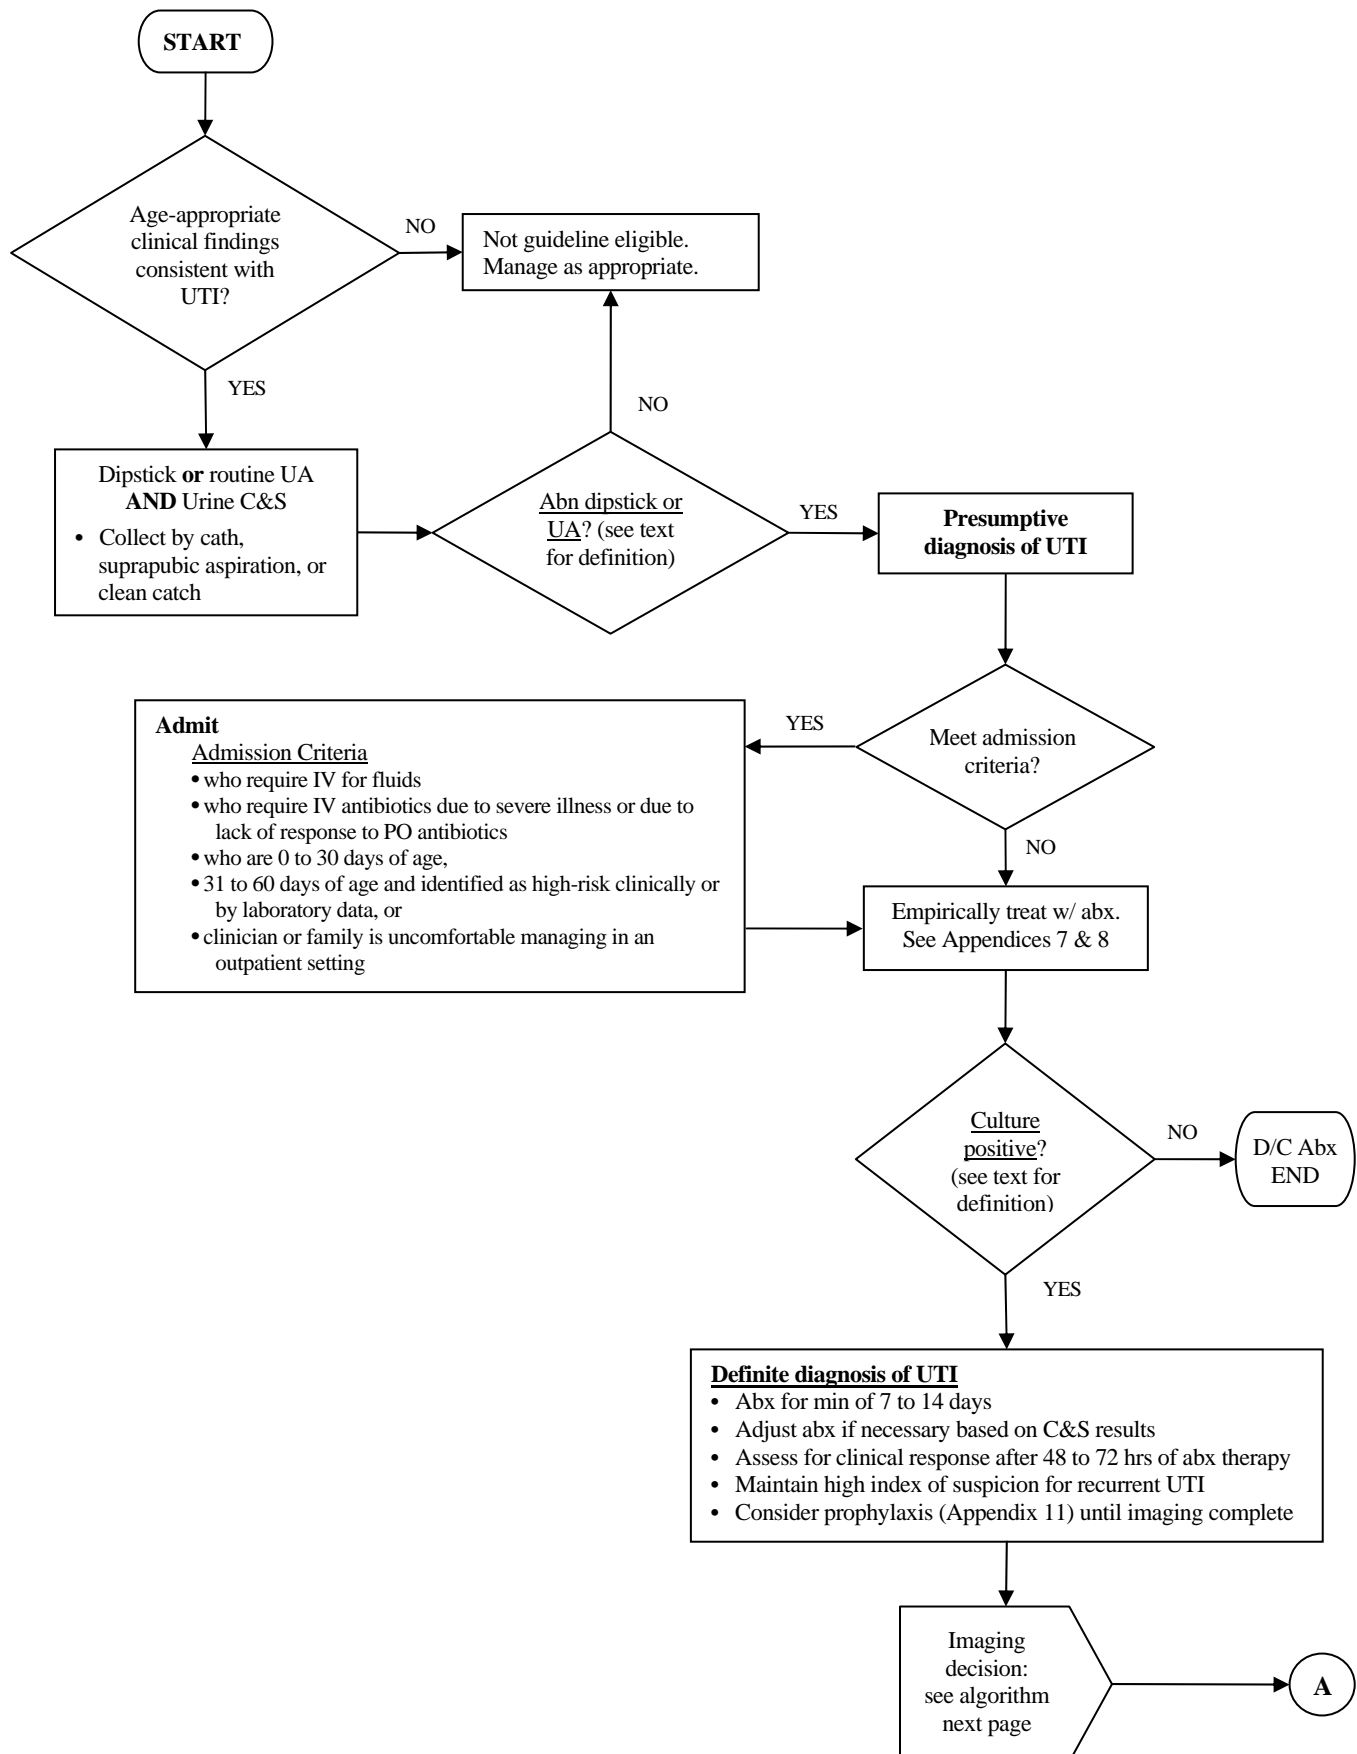 START
Age-appropriate
clinical findings
consistent with
UTI?
NO
Not guideline eligible.
Manage as appropriate.
YES
NO
Dipstick or routine UA
AND Urine C&S
• Collect by cath,
suprapubic aspiration, or
clean catch
Abn dipstick or
UA? (see text
for definition)
YES
Presumptive
diagnosis of UTI
Admit
Admission Criteria
• who require IV for fluids
• who require IV antibiotics due to severe illness or due to
lack of response to PO antibiotics
• who are 0 to 30 days of age,
• 31 to 60 days of age and identified as high-risk clinically or
by laboratory data, or
• clinician or family is uncomfortable managing in an
outpatient setting
YES
Meet admission
criteria?
NO
Empirically treat w/ abx.
See Appendices 7 & 8
Culture
positive?
(see text for
definition)
NO
D/C Abx
END
YES
Definite diagnosis of UTI
• Abx for min of 7 to 14 days
• Adjust abx if necessary based on C&S results
• Assess for clinical response after 48 to 72 hrs of abx therapy
• Maintain high index of suspicion for recurrent UTI
• Consider prophylaxis (Appendix 11) until imaging complete
Imaging
decision:
see algorithm
next page
A